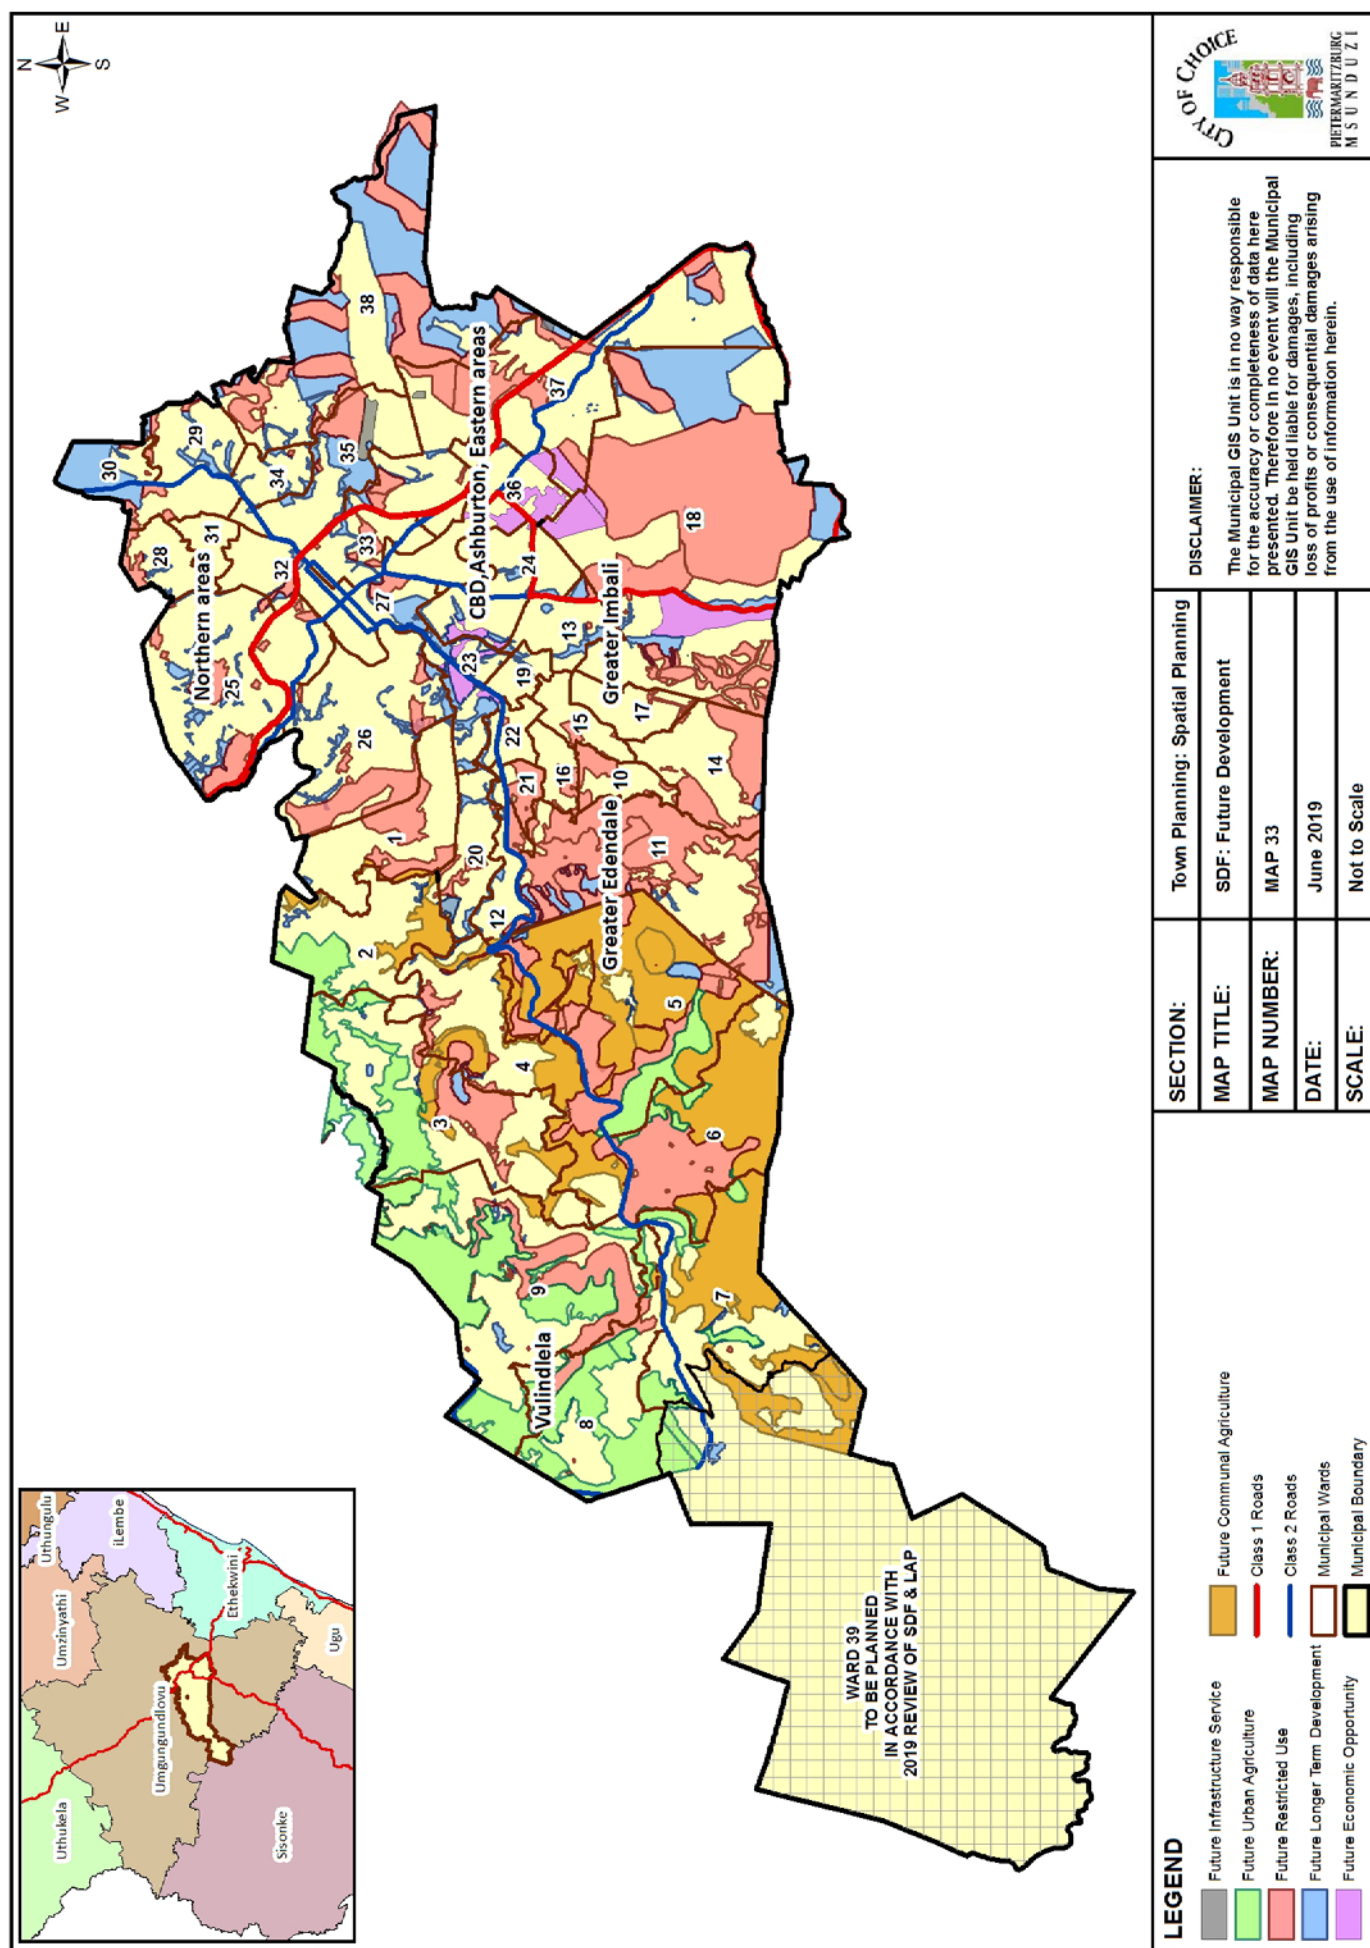 N
W
E
S
Uthukela
Umzinyathi
Uthungulu
iLembe
Umgungundlovu
Ethekwini
Ugu
Sisonke
Northern areas
CBD,Ashburton, Eastern areas
Greater Imbali
Greater Edendale
Vulindlela
1
2
3
4
5
6
7
8
9
10
11
12
13
14
15
16
17
18
19
20
21
22
23
24
25
26
27
28
29
30
31
32
33
34
35
36
37
38
WARD 39
TO BE PLANNED
IN ACCORDANCE WITH
2019 REVIEW OF SDF & LAP
LEGEND
Future Infrastructure Service
Future Urban Agriculture
Future Restricted Use
Future Longer Term Development
Future Economic Opportunity
Future Communal Agriculture
Class 1 Roads
Class 2 Roads
Municipal Wards
Municipal Boundary
SECTION:
Town Planning: Spatial Planning
MAP TITLE:
SDF: Future Development
MAP NUMBER:
MAP 33
DATE:
June 2019
SCALE:
Not to Scale
DISCLAIMER:
The Municipal GIS Unit is in no way responsible
for the accuracy or completeness of data here
presented. Therefore in no event will the Municipal
GIS Unit be held liable for damages, including
loss of profits or consequential damages arising
from the use of information herein.
CITY OF CHOICE
PIETERMARITZBURG
MSUNDUZI